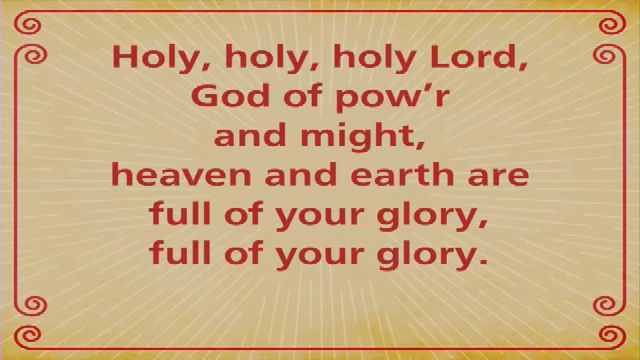 Holy, holy, holy Lord,
God of pow’r
and might,
heaven and earth are
full of your glory,
full of your glory.